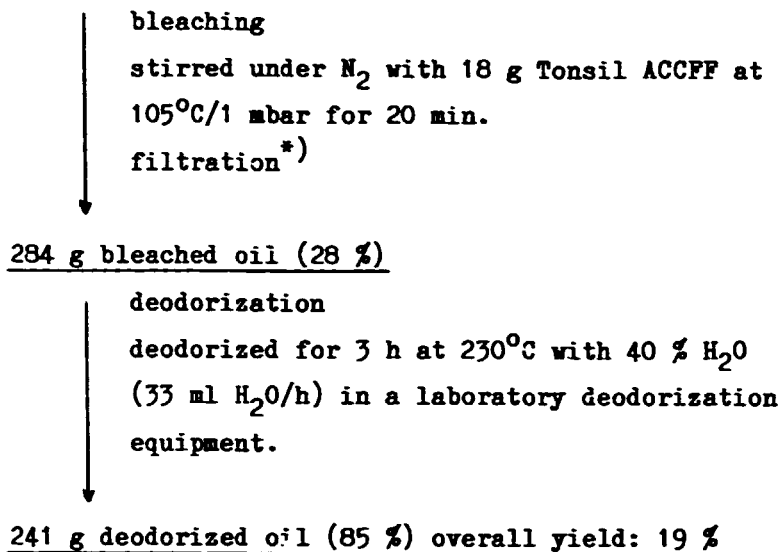 bleaching
stirred under N2 with 18 g Tonsil ACCFF at
105°C/1 mbar for 20 min.
filtration*)
284 g bleached oil (28 %)
deodorization
deodorized for 3 h at 230°C with 40 % H2O
(33 ml H2O/h) in a laboratory deodorization
equipment.
241 g deodorized oil (85 %) overall yield: 19 %